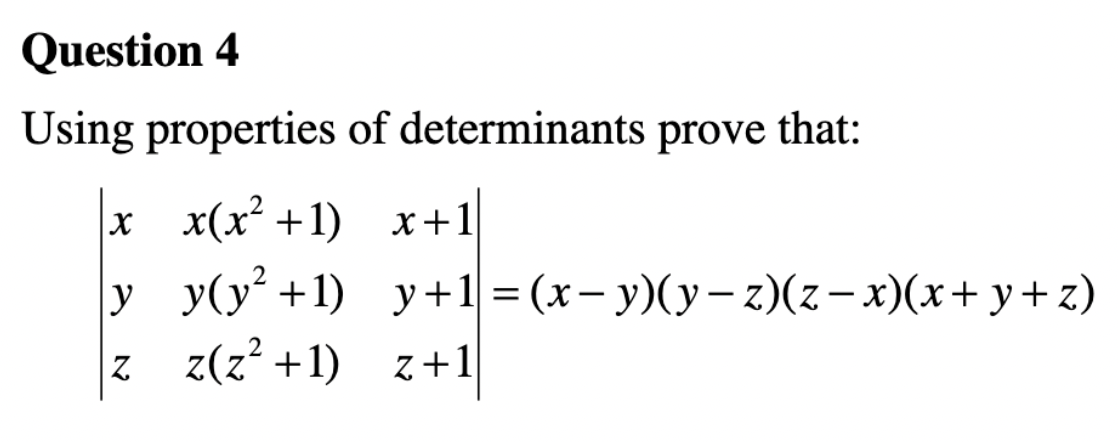 Question 4
Using properties of determinants prove that:
|x x(x² +1) x+1|
|y y(y² +1) y+1| = (x − y)(y − z)(z − x)(x + y + z)
|z z(z² +1) z+1|